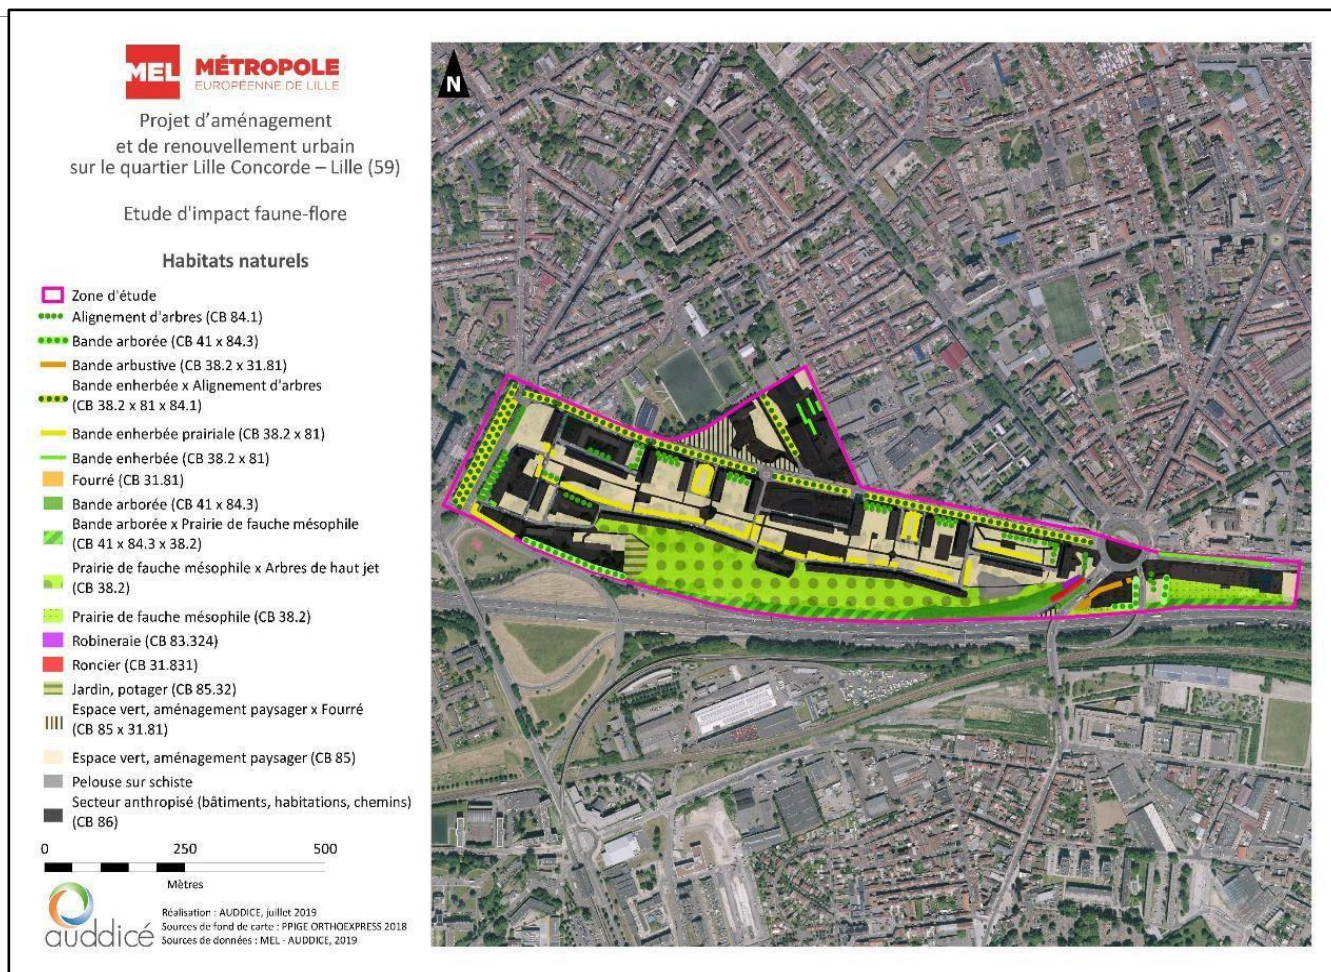 MEL MÉTROPOLE
EUROPÉENNE DE LILLE
Projet d'aménagement
et de renouvellement urbain
sur le quartier Lille Concorde – Lille (59)
Etude d'impact faune-flore
Habitats naturels
Zone d'étude
Alignement d'arbres (CB 84.1)
Bande arborée (CB 41 x 84.3)
Bande arbustive (CB 38.2 x 31.81)
Bande enherbée x Alignement d'arbres
(CB 38.2 x 81 x 84.1)
Bande enherbée prairiale (CB 38.2 x 81)
Bande enherbée (CB 38.2 x 81)
Fourré (CB 31.81)
Bande arborée (CB 41 x 84.3)
Bande arborée x Prairie de fauche mésophile
(CB 41 x 84.3 x 38.2)
Prairie de fauche mésophile x Arbres de haut jet
(CB 38.2)
Prairie de fauche mésophile (CB 38.2)
Robineraie (CB 83.324)
Roncier (CB 31.831)
Jardin, potager (CB 85.32)
Espace vert, aménagement paysager x Fourré
(CB 85 x 31.81)
Espace vert, aménagement paysager (CB 85)
Pelouse sur schiste
Secteur anthropisé (bâtiments, habitations, chemins)
(CB 86)
0 250 500
Mètres
auddicé
Réalisation : AUDDICE, juillet 2019
Sources de fond de carte : PPIGE ORTHOEXPRESS 2018
Sources de données : MEL - AUDDICE, 2019
N